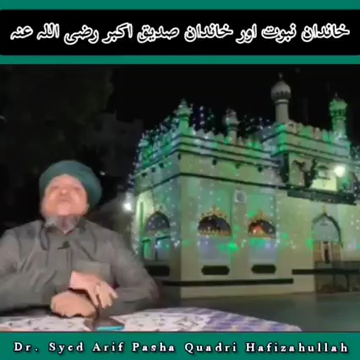 خاندان نبوت اور خاندان صدیق اکبر رضی اللہ عنہ
Dr. Syed Arif Pasha Quadri Hafizahullah